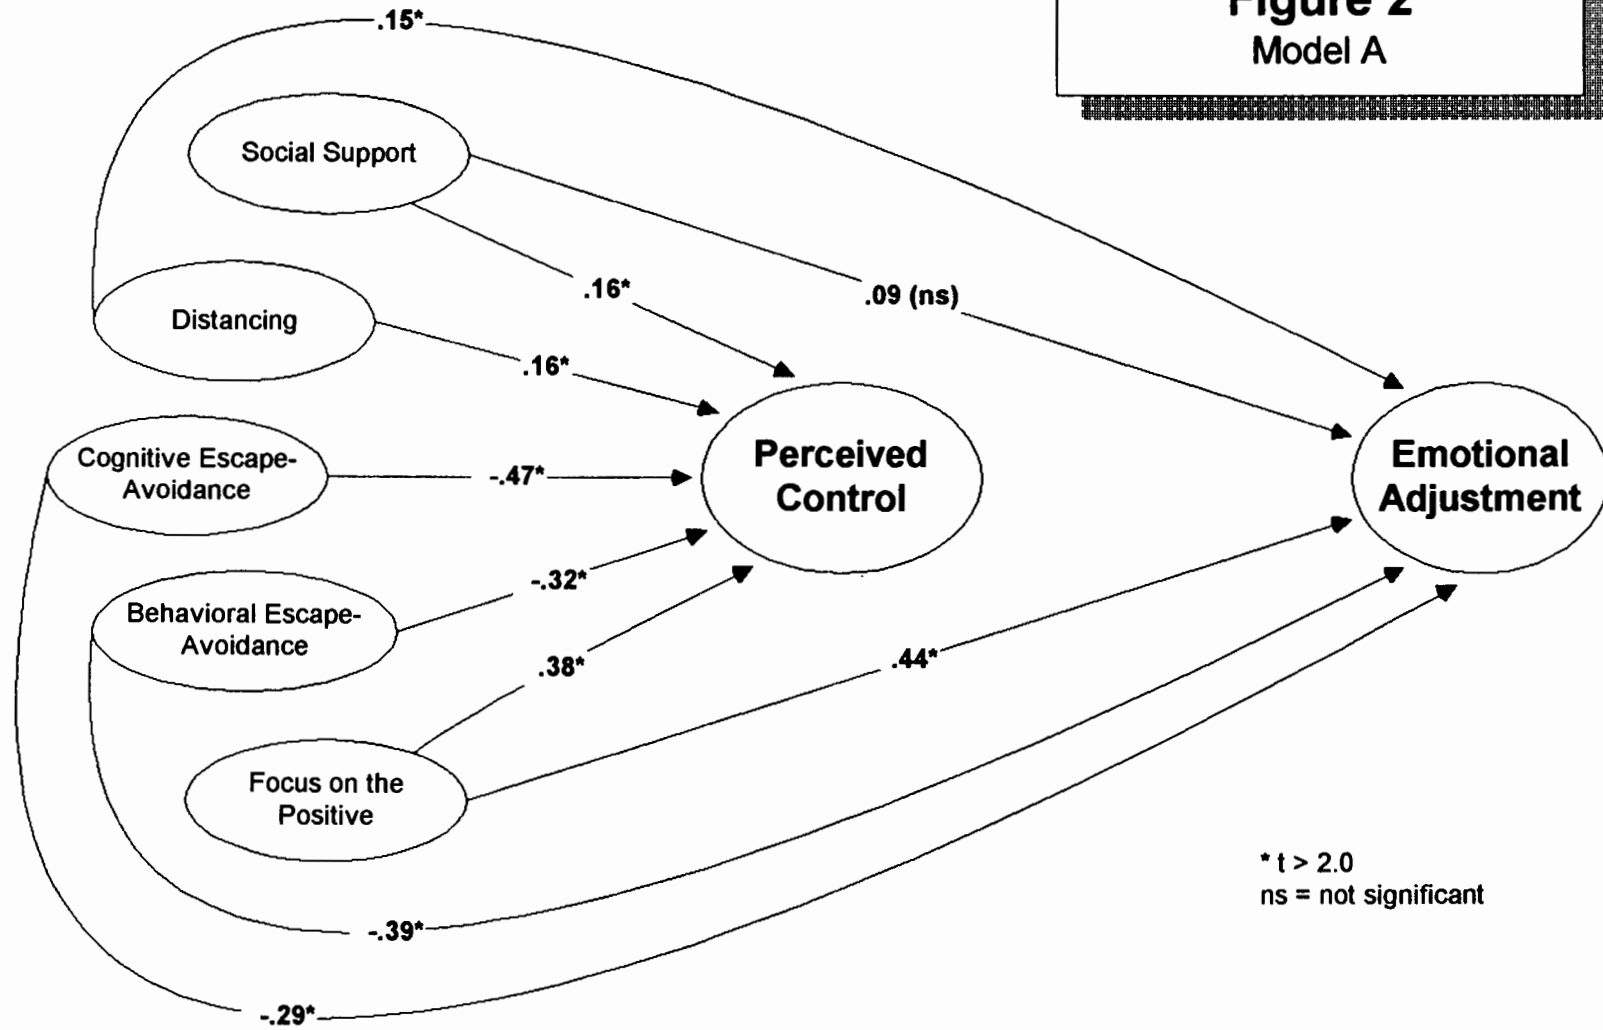 Figure 2
Model A
.15*
Social Support
.16*
.09 (ns)
Distancing
.16*
Cognitive Escape-
Avoidance
-.47*
Perceived
Control
Emotional
Adjustment
Behavioral Escape-
Avoidance
-.32*
.38*
.44*
Focus on the
Positive
* t > 2.0
ns = not significant
-.39*
-.29*